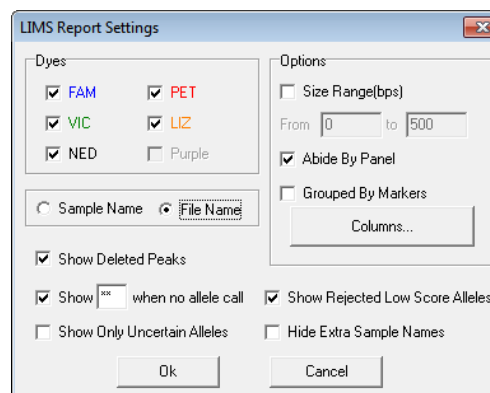 LIMS Report Settings
Dyes
FAM PET
VIC LIZ
NED Purple
Sample Name File Name
Options
Size Range(bps)
From 0 to 500
Abide By Panel
Grouped By Markers
Columns...
Show Deleted Peaks
Show ** when no allele call
Show Rejected Low Score Alleles
Show Only Uncertain Alleles
Hide Extra Sample Names
Ok Cancel